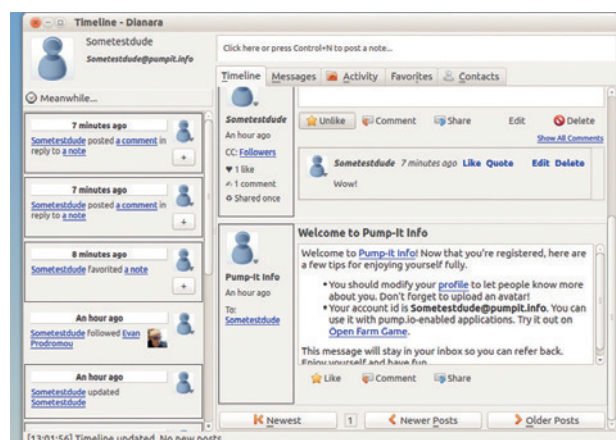 Timeline - Dianara
Sometestdude
Sometestdude@pumpit.info
Click here or press Control+N to post a note...
Timeline Messages Activity Favorites Contacts
Meanwhile...
7 minutes ago
Sometestdude posted a comment in
reply to a note
+
7 minutes ago
Sometestdude posted a comment in
reply to a note
+
8 minutes ago
Sometestdude favorited a note
+
An hour ago
Sometestdude followed Evan
Prodromou
An hour ago
Sometestdude updated
Sometestdude
Sometestdude
An hour ago
CC: Followers
♥ 1 like
1 comment
Shared once
Unlike Comment Share Edit Delete
Show All Comments
Sometestdude 7 minutes ago Like Quote Edit Delete
Wow!
Pump-It Info
An hour ago
To:
Sometestdude
Welcome to Pump-It Info
Welcome to Pump-It Info! Now that you're registered, here are
a few tips for enjoying yourself fully.
• You should modify your profile to let people know more
about you. Don't forget to upload an avatar!
• Your account id is Sometestdude@pumpit.info. You can
use it with pump.io-enabled applications. Try it out on
Open Farm Game.
This message will stay in your inbox so you can refer back.
Enjoy yourself and have fun.
Like Comment Share
Newest 1 Newer Posts Older Posts
[13:01:56] Timeline updated. No new posts.